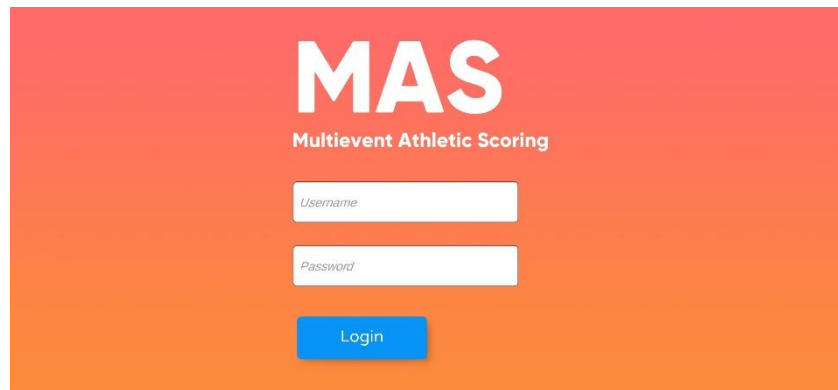 MAS
Multievent Athletic Scoring
Username
Password
Login